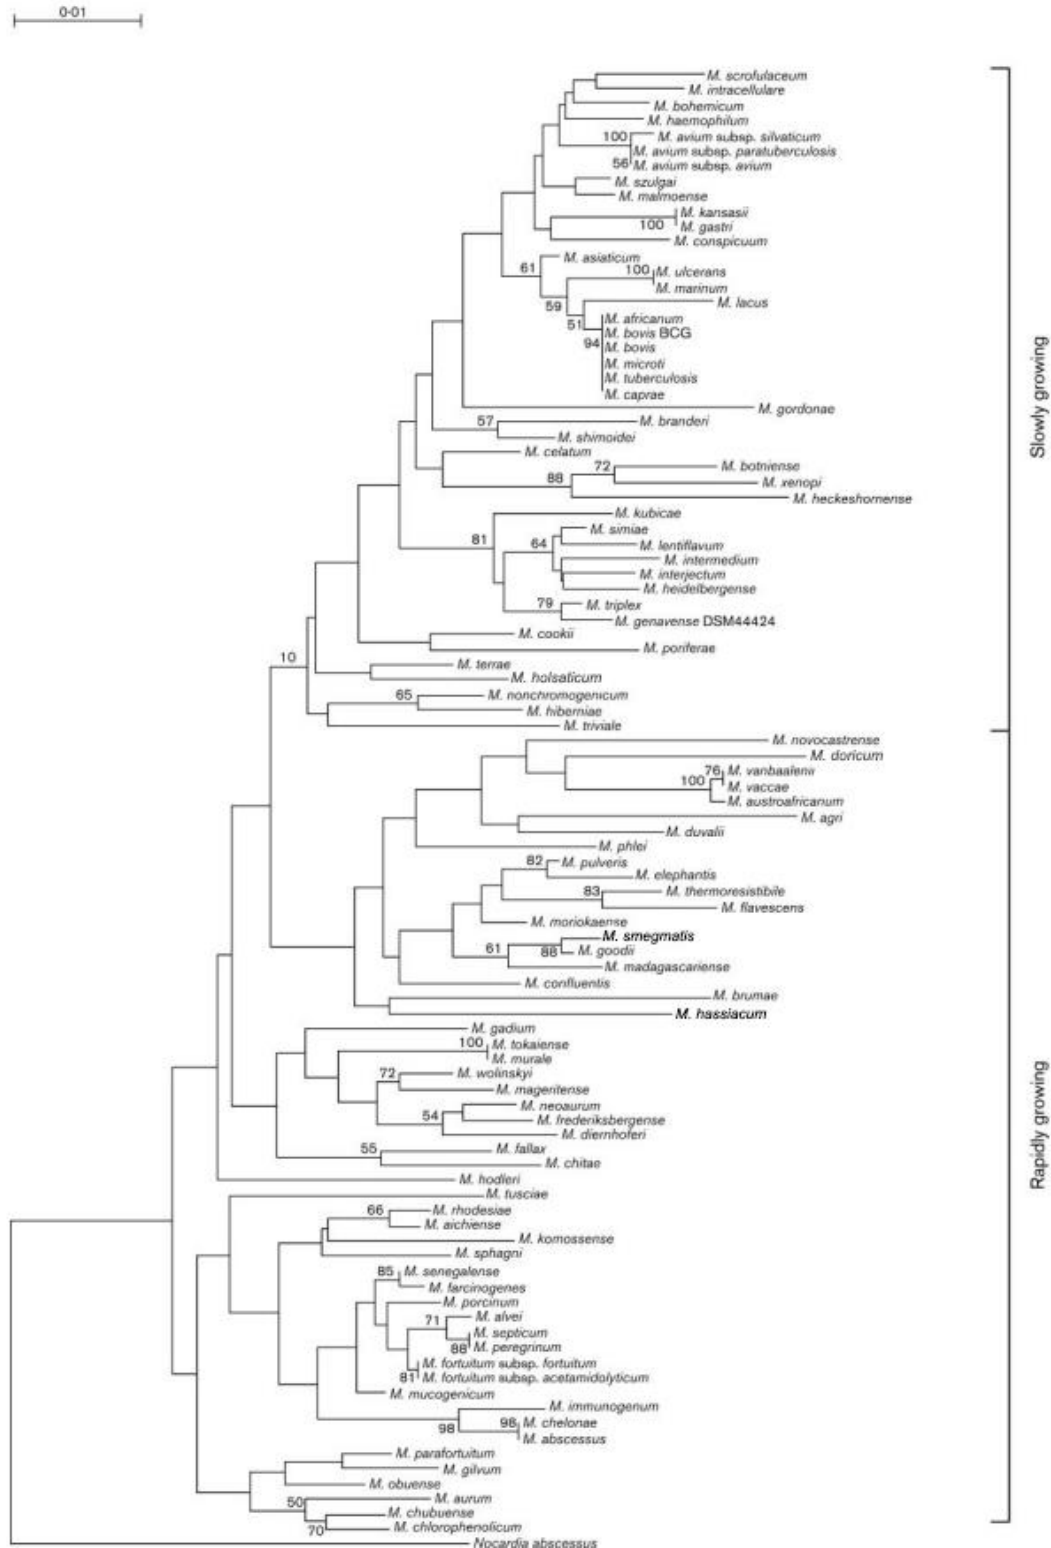 0·01
M. scrofulaceum
M. intracellulare
M. bohemicum
M. haemophilum
100 M. avium subsp. silvaticum
M. avium subsp. paratuberculosis
56 M. avium subsp. avium
M. szulgai
M. malmoense
M. kansasii
100 M. gastri
M. conspicuum
M. asiaticum
61 100 M. ulcerans
M. marinum
59 M. lacus
51 M. africanum
M. bovis BCG
94 M. bovis
M. microti
M. tuberculosis
M. caprae
M. gordonae
57 M. branderi
M. shimoidei
M. celatum
72 M. botniense
88 M. xenopi
M. heckeshornense
M. kubicae
81 M. simiae
64 M. lentiflavum
M. intermedium
M. interjectum
M. heidelbergense
79 M. triplex
M. genavense DSM44424
M. cookii
M. poriferae
10 M. terrae
M. holsaticum
65 M. nonchromogenicum
M. hiberniae
M. triviale
Slowly growing
M. novocastrense
M. doricum
76 M. vanbaalenii
100 M. vaccae
M. austroafricanum
M. agri
M. duvalii
M. phlei
82 M. pulveris
M. elephantis
83 M. thermoresistibile
M. flavescens
M. moriokaense
M. smegmatis
61 88 M. goodii
M. madagascariense
M. confluentis
M. brumae
M. hassiacum
M. gadium
100 M. tokaiense
M. murale
72 M. wolinskyi
M. mageritense
M. neoaurum
54 M. frederiksbergense
M. diernhoferi
55 M. fallax
M. chitae
M. hodleri
M. tusciae
66 M. rhodesiae
M. aichiense
M. komossense
M. sphagni
85 M. senegalense
M. farcinogenes
M. porcinum
71 M. alvei
M. septicum
88 M. peregrinum
M. fortuitum subsp. fortuitum
81 M. fortuitum subsp. acetamidolyticum
M. mucogenicum
M. immunogenum
98 98 M. chelonae
M. abscessus
M. parafortuitum
M. gilvum
M. obuense
50 M. aurum
M. chubuense
70 M. chlorophenolicum
Nocardia abscessus
Rapidly growing